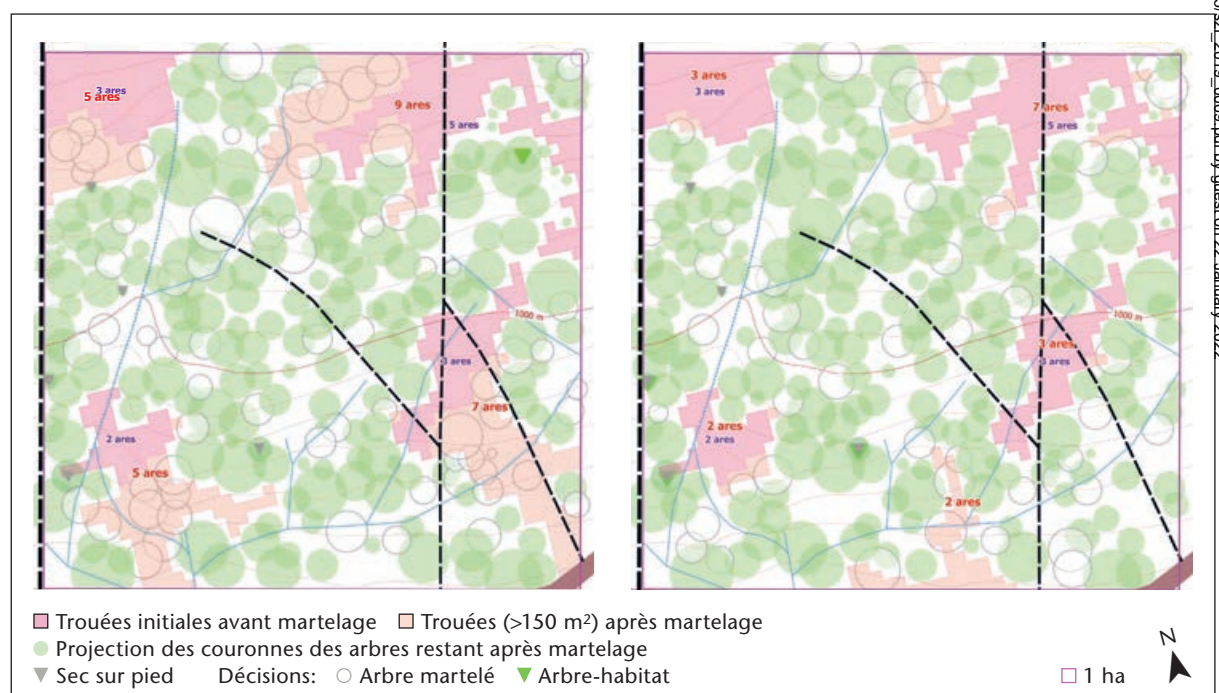 3 ares
5 ares
9 ares
5 ares
1000 m
3 ares
7 ares
2 ares
5 ares
3 ares
3 ares
7 ares
5 ares
1000 m
3 ares
3 ares
2 ares
2 ares
2 ares
Trouées initiales avant martelage Trouées (>150 m²) après martelage
Projection des couronnes des arbres restant après martelage
Sec sur pied Décisions: Arbre martelé Arbre-habitat 1 ha
N